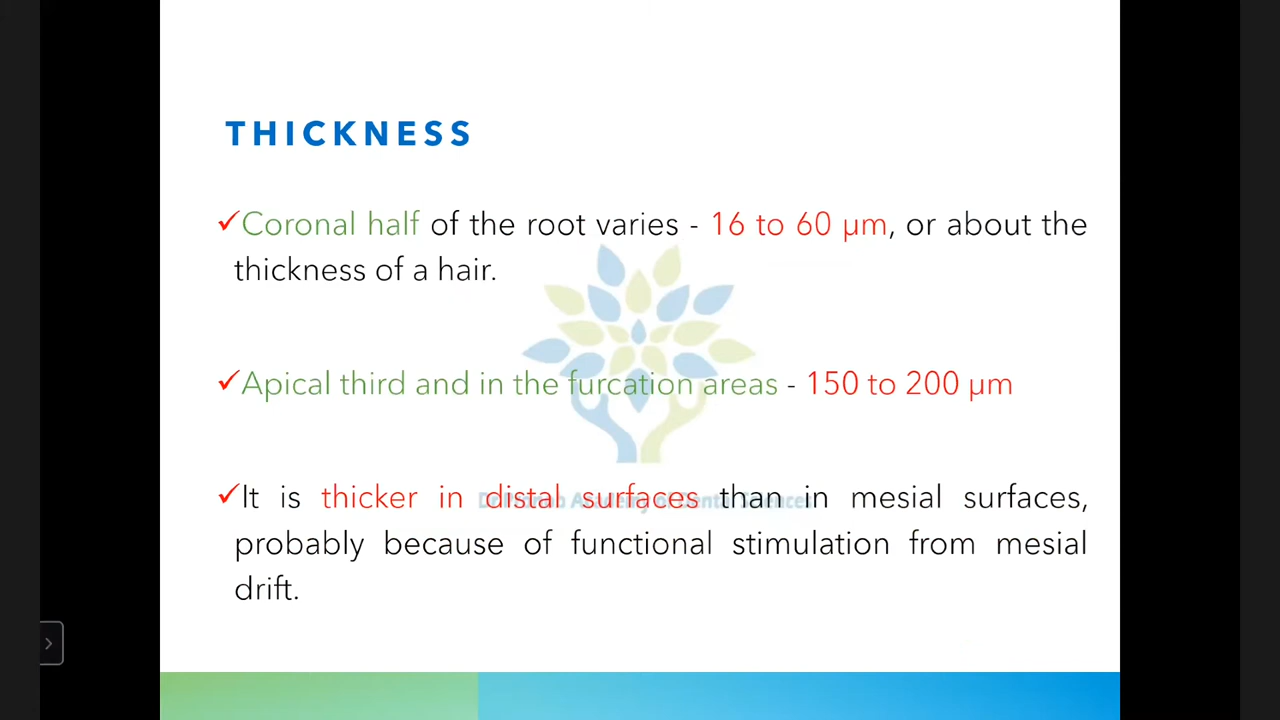 THICKNESS
✓Coronal half of the root varies - 16 to 60 µm, or about the
thickness of a hair.
✓Apical third and in the furcation areas - 150 to 200 µm
✓It is thicker in distal surfaces than in mesial surfaces,
probably because of functional stimulation from mesial
drift.